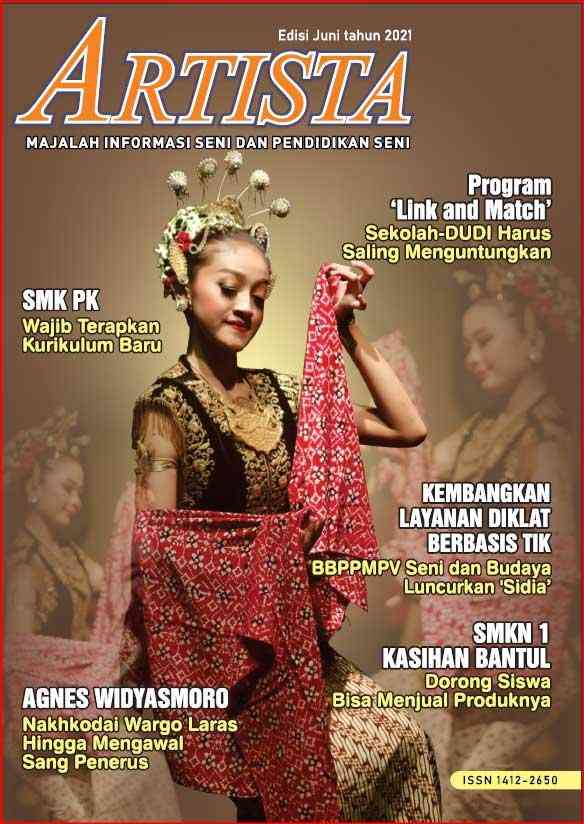 Edisi Juni tahun 2021
ARTISTA
MAJALAH INFORMASI SENI DAN PENDIDIKAN SENI
Program
‘Link and Match’
Sekolah-DUDI Harus
Saling Menguntungkan
SMK PK
Wajib Terapkan
Kurikulum Baru
KEMBANGKAN
LAYANAN DIKLAT
BERBASIS TIK
BBPPMPV Seni dan Budaya
Luncurkan 'Sidia’
SMKN 1
KASIHAN BANTUL
Dorong Siswa
Bisa Menjual Produknya
AGNES WIDYASMORO
Nakhkodai Wargo Laras
Hingga Mengawal
Sang Penerus
ISSN 1412-2650